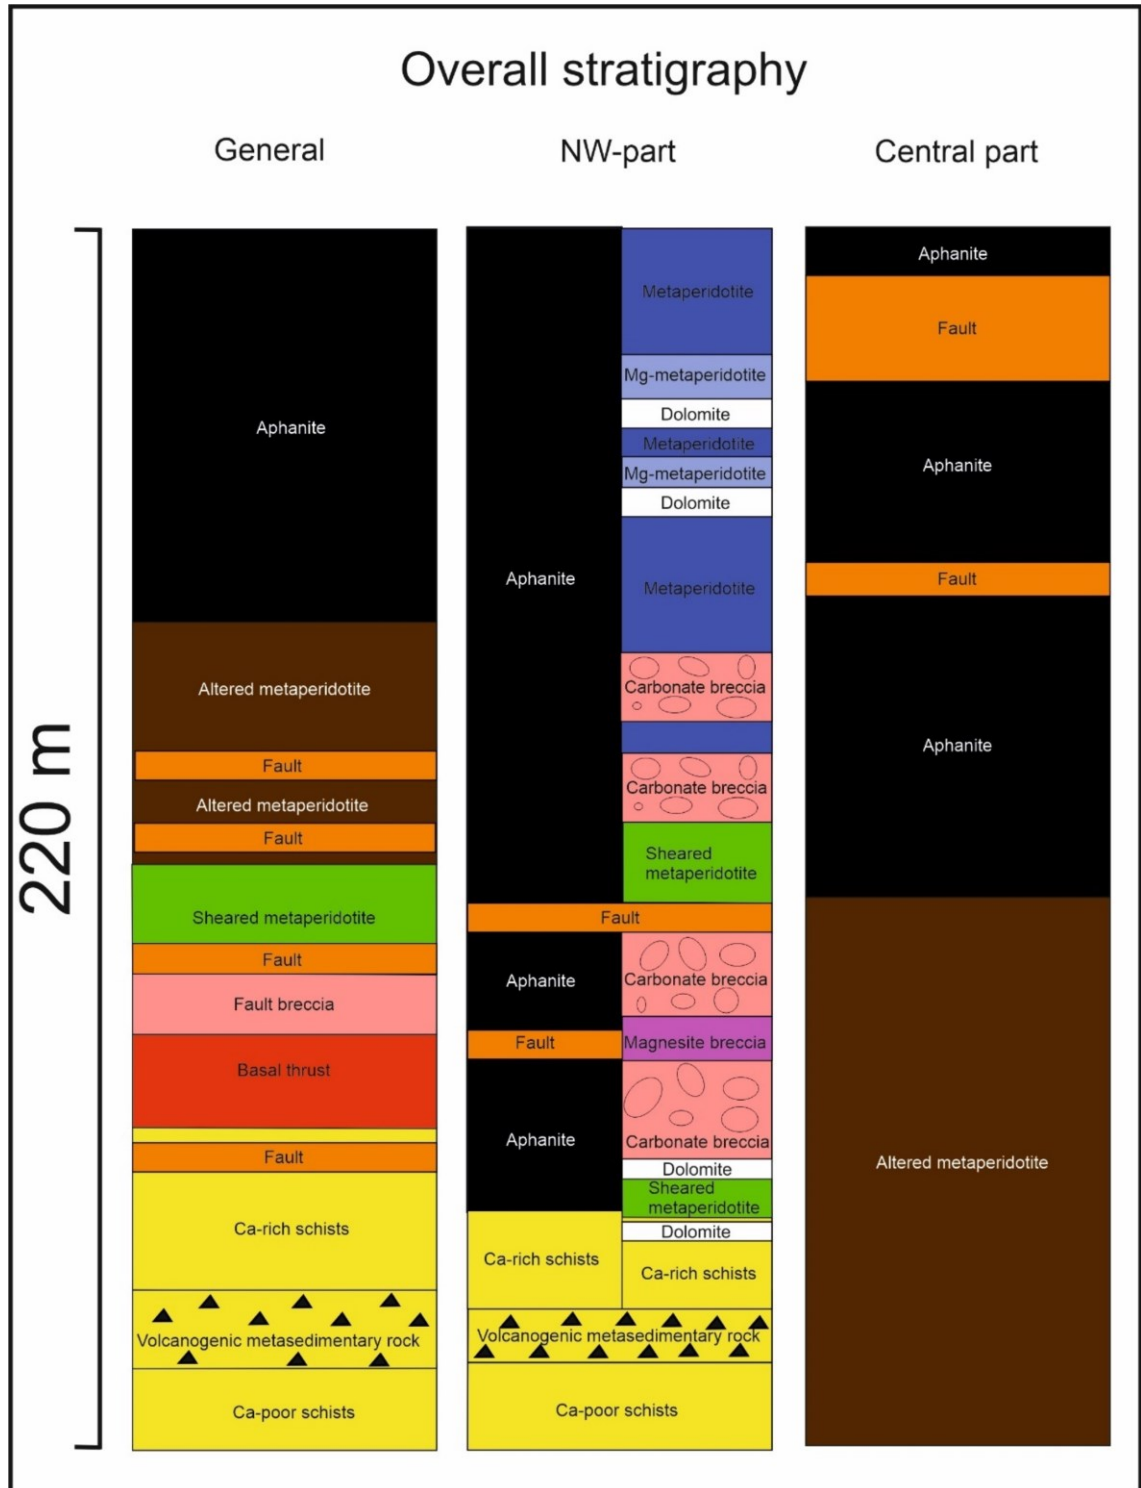 Overall stratigraphy
General
NW-part
Central part
220 m
Aphanite
Altered metaperidotite
Fault
Altered metaperidotite
Fault
Sheared metaperidotite
Fault
Fault breccia
Basal thrust
Fault
Ca-rich schists
Volcanogenic metasedimentary rock
Ca-poor schists
Aphanite
Fault
Aphanite
Fault
Aphanite
Ca-rich schists
Volcanogenic metasedimentary rock
Ca-poor schists
Metaperidotite
Mg-metaperidotite
Dolomite
Metaperidotite
Mg-metaperidotite
Dolomite
Metaperidotite
Carbonate breccia
Carbonate breccia
Sheared
metaperidotite
Carbonate breccia
Magnesite breccia
Carbonate breccia
Dolomite
Sheared
metaperidotite
Dolomite
Ca-rich schists
Aphanite
Fault
Aphanite
Fault
Aphanite
Altered metaperidotite